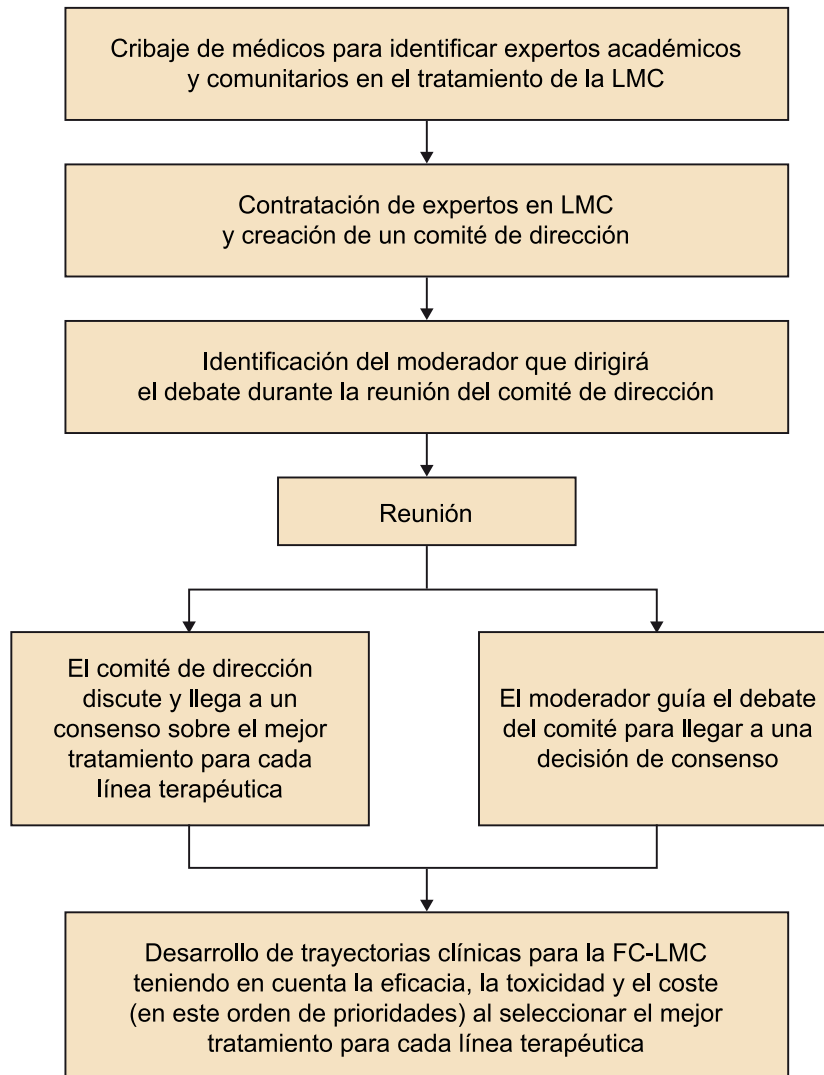 Cribaje de médicos para identificar expertos académicos
y comunitarios en el tratamiento de la LMC
Contratación de expertos en LMC
y creación de un comité de dirección
Identificación del moderador que dirigirá
el debate durante la reunión del comité de dirección
Reunión
El comité de dirección
discute y llega a un
consenso sobre el mejor
tratamiento para cada
línea terapéutica
El moderador guía el debate
del comité para llegar a una
decisión de consenso
Desarrollo de trayectorias clínicas para la FC-LMC
teniendo en cuenta la eficacia, la toxicidad y el coste
(en este orden de prioridades) al seleccionar el mejor
tratamiento para cada línea terapéutica